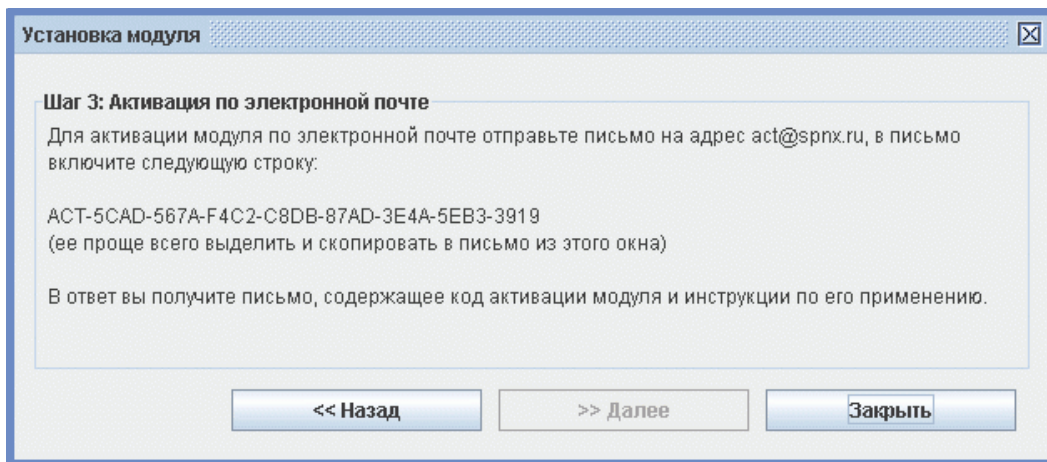 Установка модуля
Шаг 3: Активация по электронной почте
Для активации модуля по электронной почте отправьте письмо на адрес act@spnx.ru, в письмо
включите следующую строку:
ACT-5CAD-567A-F4C2-C8DB-87AD-3E4A-5EB3-3919
(ее проще всего выделить и скопировать в письмо из этого окна)
В ответ вы получите письмо, содержащее код активации модуля и инструкции по его применению.
<< Назад
>> Далее
Закрыть